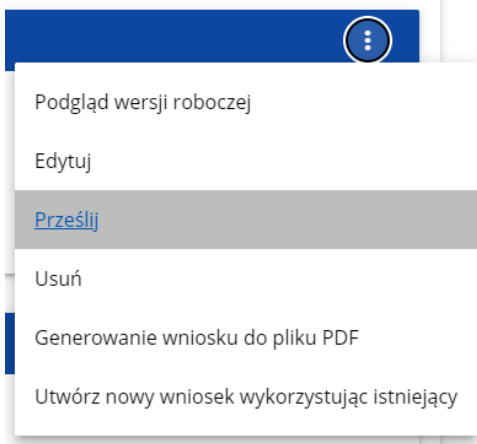 Podgląd wersji roboczej
Edytuj
Prześlij
Usuń
Generowanie wniosku do pliku PDF
Utwórz nowy wniosek wykorzystując istniejący